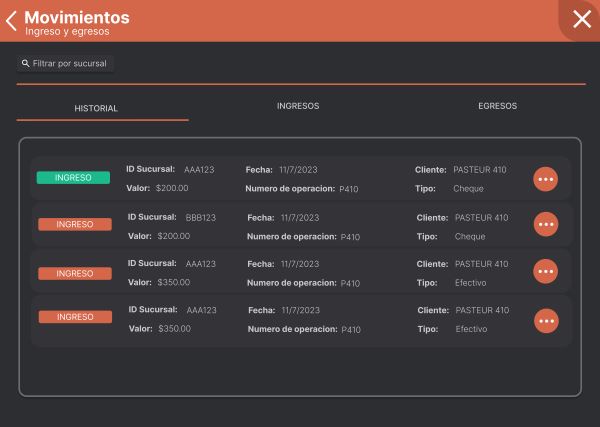 Movimientos
Ingreso y egresos
Filtrar por sucursal
HISTORIAL INGRESOS EGRESOS
INGRESO ID Sucursal: AAA123 Fecha: 11/7/2023 Cliente: PASTEUR 410
Valor: $200.00 Numero de operacion: P410 Tipo: Cheque
INGRESO ID Sucursal: BBB123 Fecha: 11/7/2023 Cliente: PASTEUR 410
Valor: $200.00 Numero de operacion: P410 Tipo: Cheque
INGRESO ID Sucursal: AAA123 Fecha: 11/7/2023 Cliente: PASTEUR 410
Valor: $350.00 Numero de operacion: P410 Tipo: Efectivo
INGRESO ID Sucursal: AAA123 Fecha: 11/7/2023 Cliente: PASTEUR 410
Valor: $350.00 Numero de operacion: P410 Tipo: Efectivo